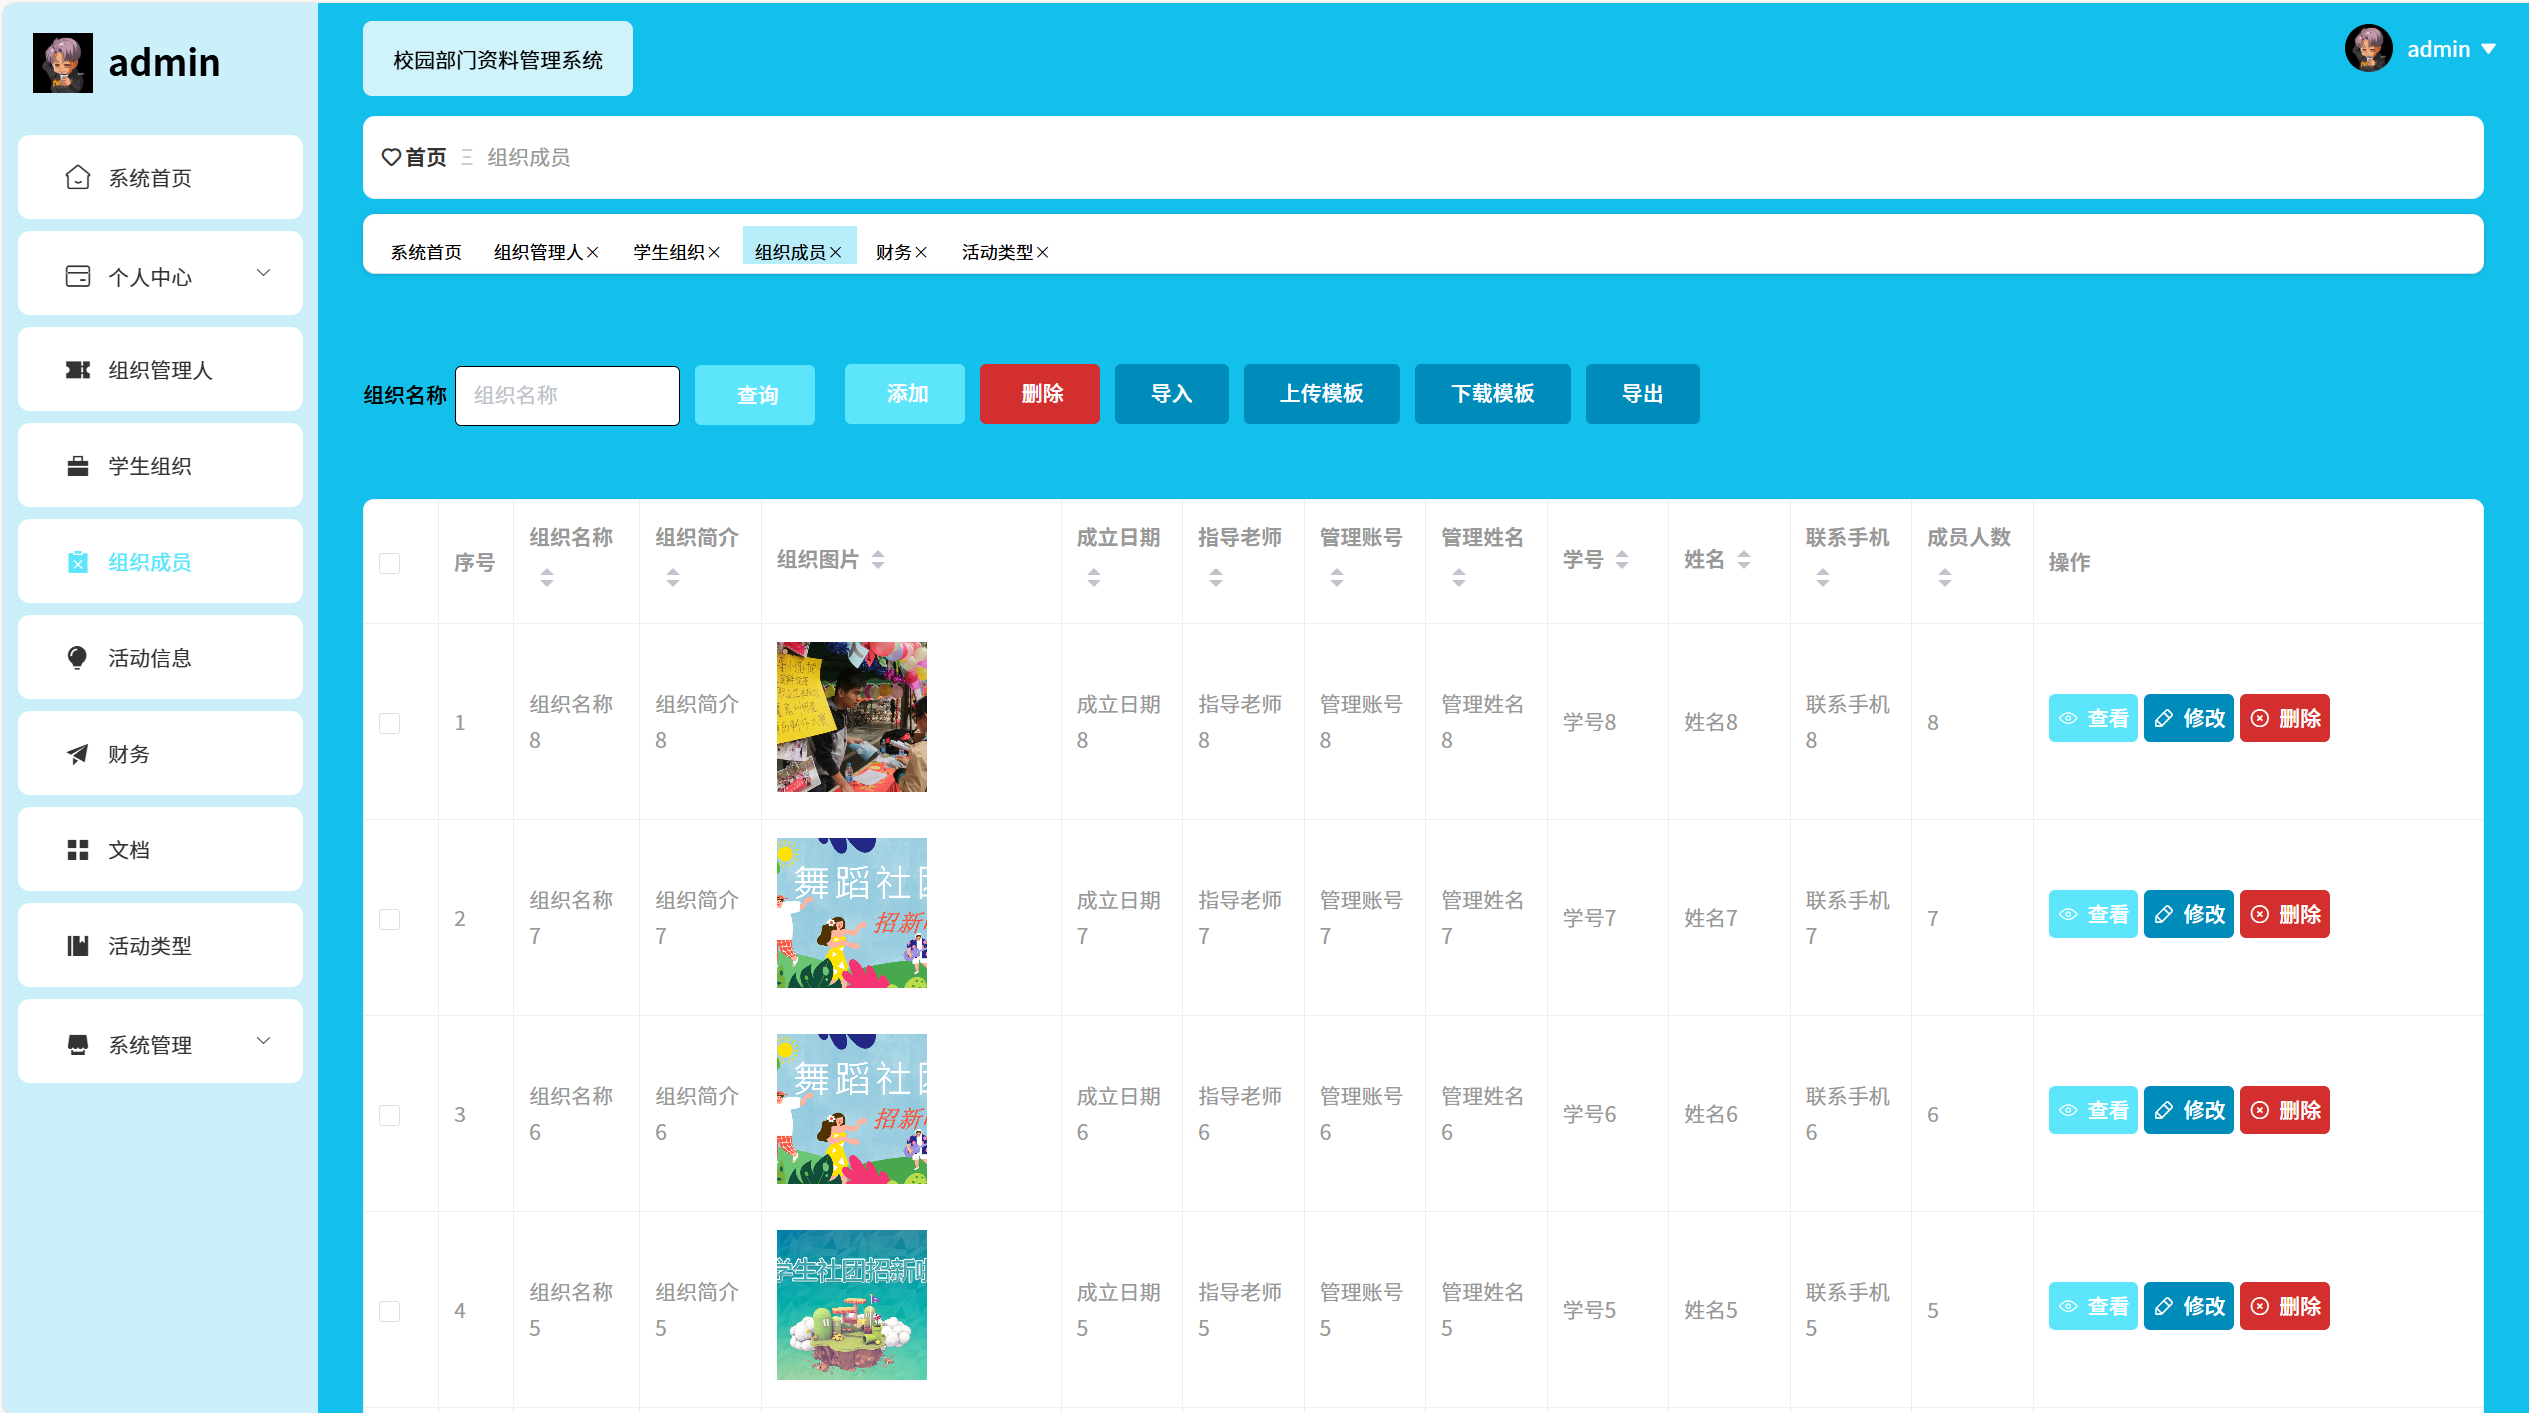 admin
校园部门资料管理系统
admin
首页 组织成员
系统首页 组织管理人 学生组织 组织成员 财务 活动类型
系统首页
个人中心
组织管理人
学生组织
组织成员
活动信息
财务
文档
活动类型
系统管理
组织名称 组织名称 查询 添加 删除 导入 上传模板 下载模板 导出
序号 组织名称 组织简介 组织图片 成立日期 指导老师 管理账号 管理姓名 学号 姓名 联系手机 成员人数 操作
1 组织名称8 组织简介8 成立日期8 指导老师8 管理账号8 管理姓名8 学号8 姓名8 联系手机8 8 查看 修改 删除
2 组织名称7 组织简介7 成立日期7 指导老师7 管理账号7 管理姓名7 学号7 姓名7 联系手机7 7 查看 修改 删除
舞蹈社团
招新
3 组织名称6 组织简介6 成立日期6 指导老师6 管理账号6 管理姓名6 学号6 姓名6 联系手机6 6 查看 修改 删除
舞蹈社团
招新
4 组织名称5 组织简介5 成立日期5 指导老师5 管理账号5 管理姓名5 学号5 姓名5 联系手机5 5 查看 修改 删除
学生社团招新啦